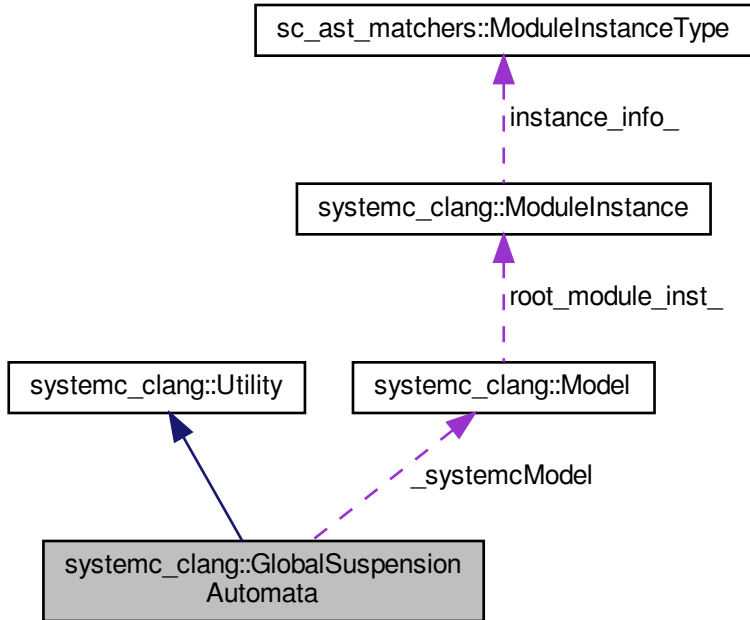 sc_ast_matchers::ModuleInstanceType
instance_info_
systemc_clang::ModuleInstance
root_module_inst_
systemc_clang::Utility
systemc_clang::Model
_systemcModel
systemc_clang::GlobalSuspension
Automata